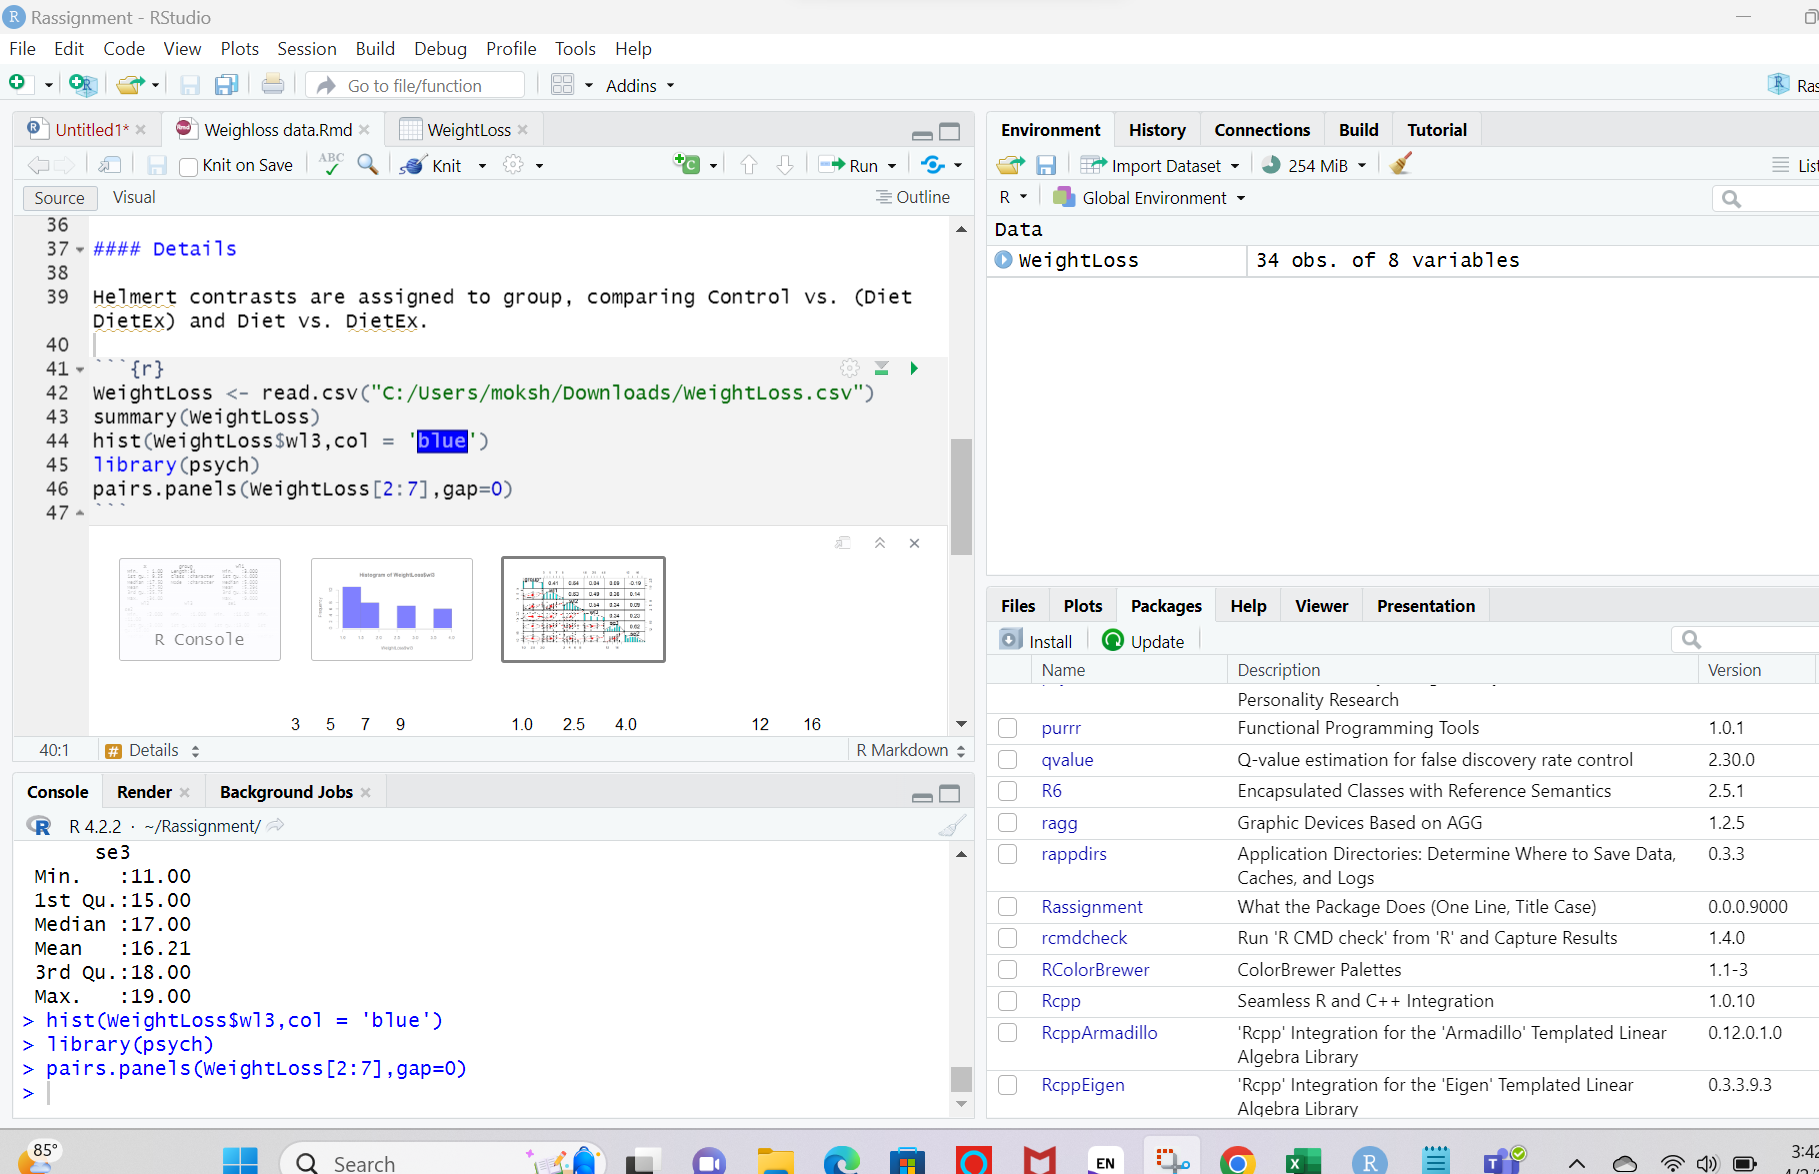 Rassignment - RStudio
File Edit Code View Plots Session Build Debug Profile Tools Help
Go to file/function Addins
Untitled1* Weighloss data.Rmd WeightLoss
Knit on Save ABC Knit Run
Source Visual Outline
36
37 #### Details
38
39 Helmert contrasts are assigned to group, comparing Control vs. (Diet
DietEx) and Diet vs. DietEx.
40
41 ```{r}
42 WeightLoss <- read.csv("C:/Users/moksh/Downloads/WeightLoss.csv")
43 summary(WeightLoss)
44 hist(WeightLoss$wl3,col = 'blue')
45 library(psych)
46 pairs.panels(WeightLoss[2:7],gap=0)
47 ```
R Console
Histogram of WeightLoss$wl3
3 5 7 9 1.0 2.5 4.0 12 16
40:1 # Details R Markdown
Console Render Background Jobs
R 4.2.2 · ~/Rassignment/
se3
Min. :11.00
1st Qu.:15.00
Median :17.00
Mean :16.21
3rd Qu.:18.00
Max. :19.00
> hist(WeightLoss$wl3,col = 'blue')
> library(psych)
> pairs.panels(WeightLoss[2:7],gap=0)
>
Environment History Connections Build Tutorial
Import Dataset 254 MiB
R Global Environment
Data
WeightLoss 34 obs. of 8 variables
Files Plots Packages Help Viewer Presentation
Install Update
Name Description Version
Personality Research
purrr Functional Programming Tools 1.0.1
qvalue Q-value estimation for false discovery rate control 2.30.0
R6 Encapsulated Classes with Reference Semantics 2.5.1
ragg Graphic Devices Based on AGG 1.2.5
rappdirs Application Directories: Determine Where to Save Data, 0.3.3
Caches, and Logs
Rassignment What the Package Does (One Line, Title Case) 0.0.0.9000
rcmdcheck Run 'R CMD check' from 'R' and Capture Results 1.4.0
RColorBrewer ColorBrewer Palettes 1.1-3
Rcpp Seamless R and C++ Integration 1.0.10
RcppArmadillo 'Rcpp' Integration for the 'Armadillo' Templated Linear 0.12.0.1.0
Algebra Library
RcppEigen 'Rcpp' Integration for the 'Eigen' Templated Linear 0.3.3.9.3
Algebra Library
85°
Search
EN